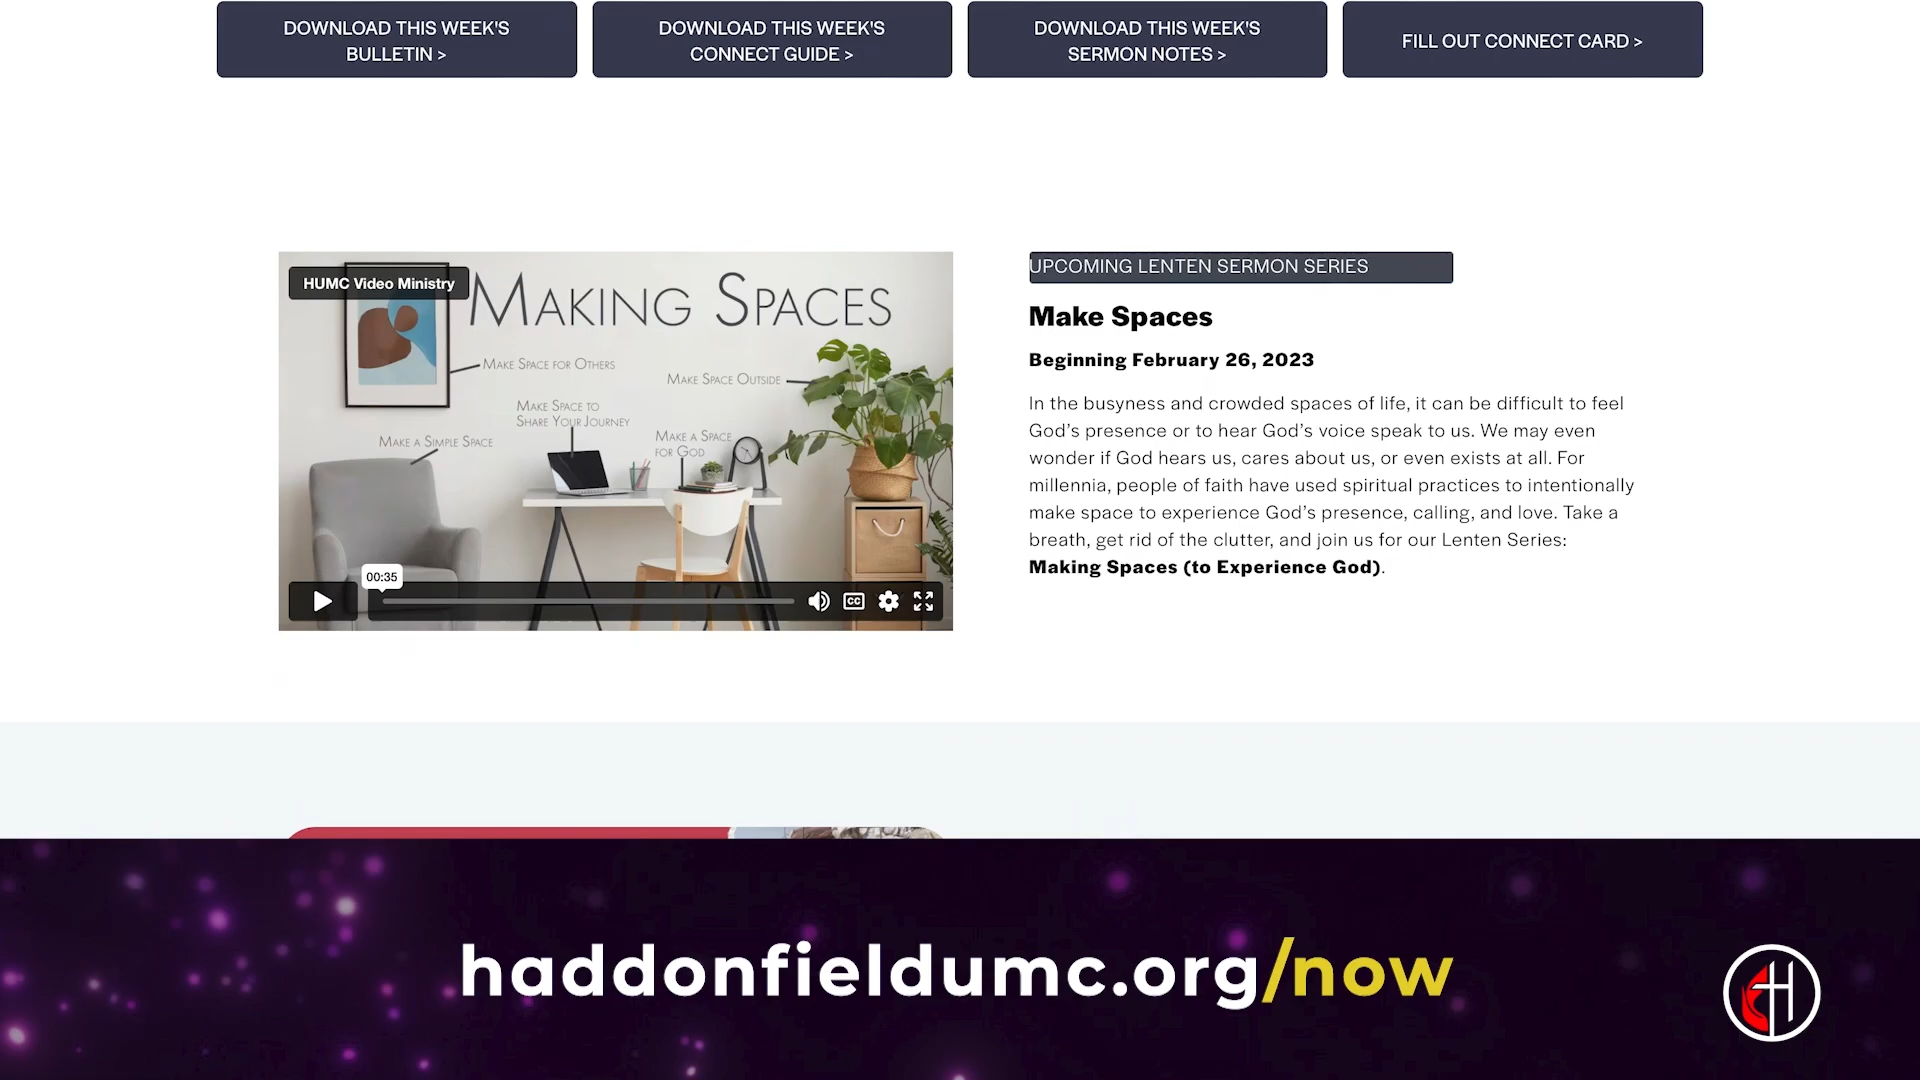 DOWNLOAD THIS WEEK'S
BULLETIN >
DOWNLOAD THIS WEEK'S
CONNECT GUIDE >
DOWNLOAD THIS WEEK'S
SERMON NOTES >
FILL OUT CONNECT CARD >
HUMC Video Ministry
MAKING SPACES
MAKE SPACE FOR OTHERS
MAKE SPACE OUTSIDE
MAKE SPACE TO
SHARE YOUR JOURNEY
MAKE A SIMPLE SPACE
MAKE A SPACE
FOR GOD
00:35
CC
UPCOMING LENTEN SERMON SERIES
Make Spaces
Beginning February 26, 2023
In the busyness and crowded spaces of life, it can be difficult to feel
God's presence or to hear God's voice speak to us. We may even
wonder if God hears us, cares about us, or even exists at all. For
millennia, people of faith have used spiritual practices to intentionally
make space to experience God's presence, calling, and love. Take a
breath, get rid of the clutter, and join us for our Lenten Series:
Making Spaces (to Experience God).
haddonfieldumc.org/now
H